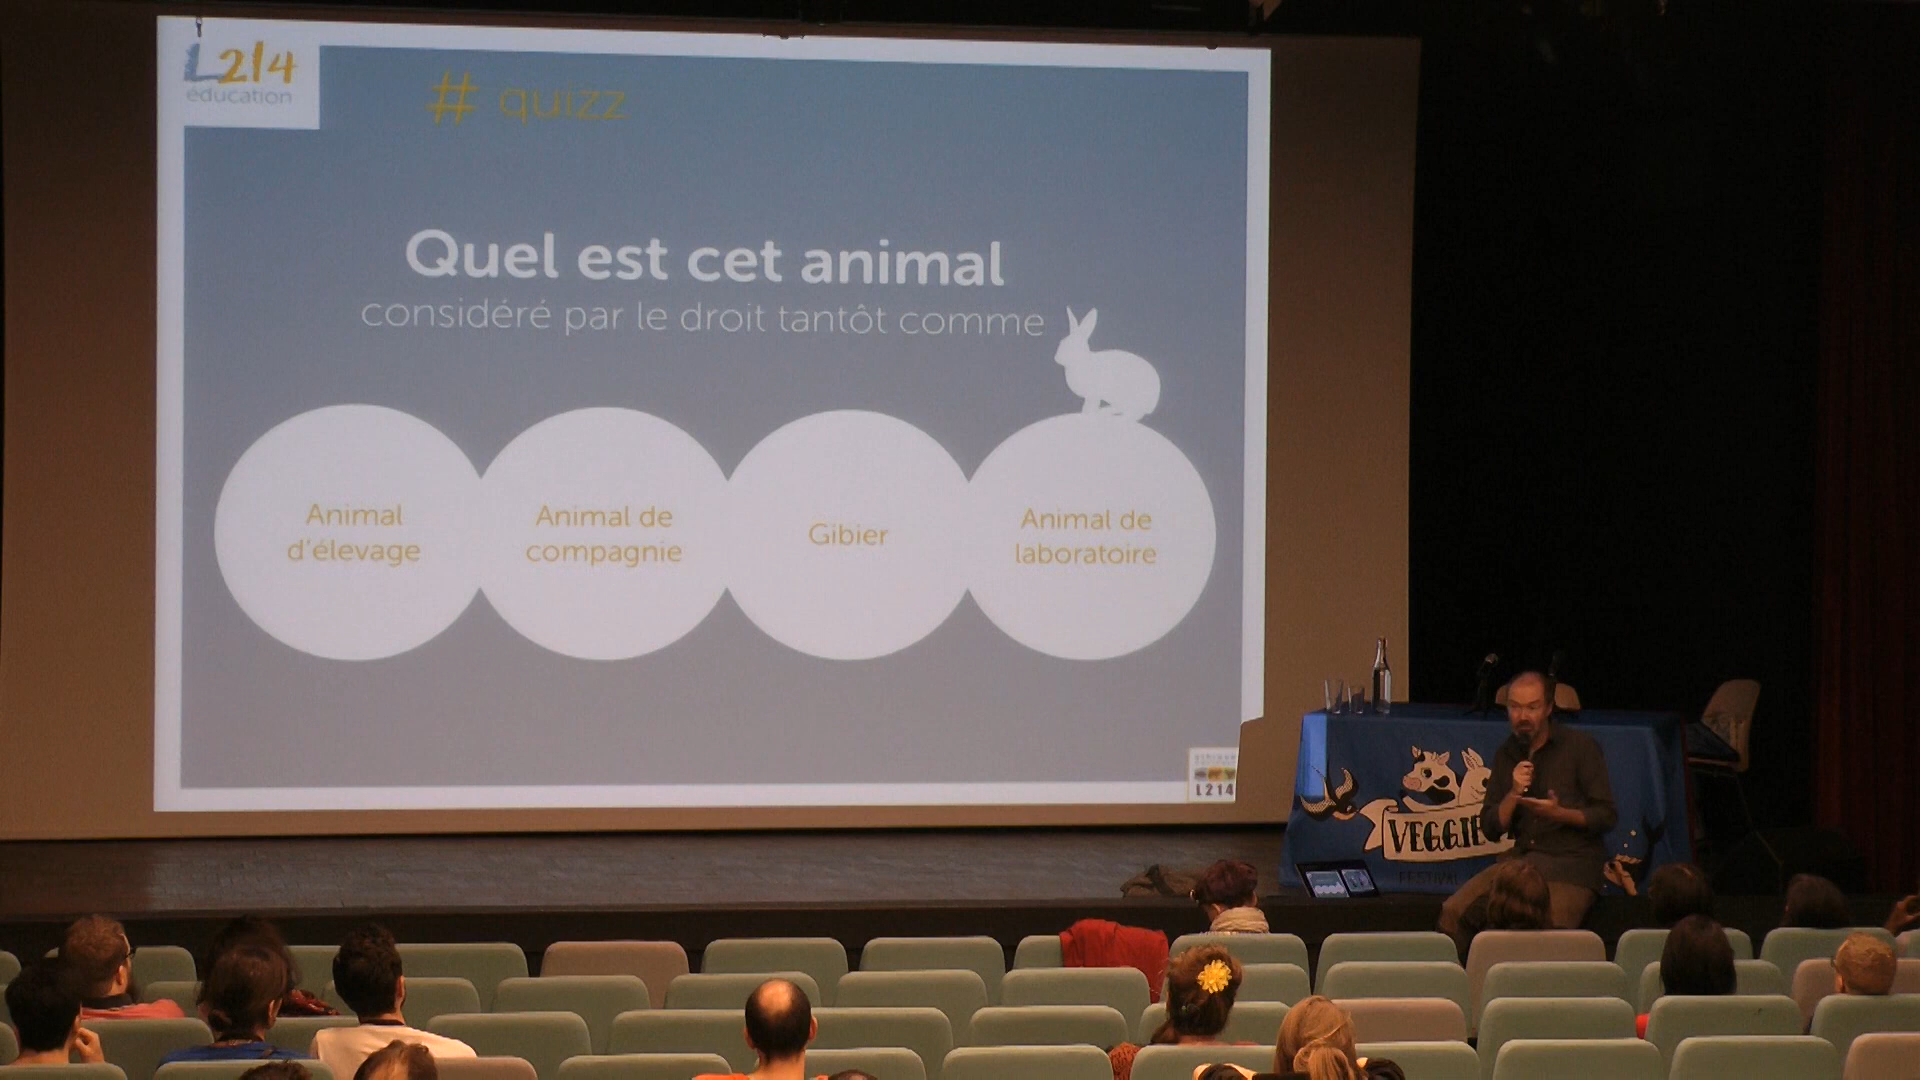 L214
éducation
# quizz
Quel est cet animal
considéré par le droit tantôt comme
Animal
d'élevage
Animal de
compagnie
Gibier
Animal de
laboratoire
L214
VEGGIE
FESTIVAL